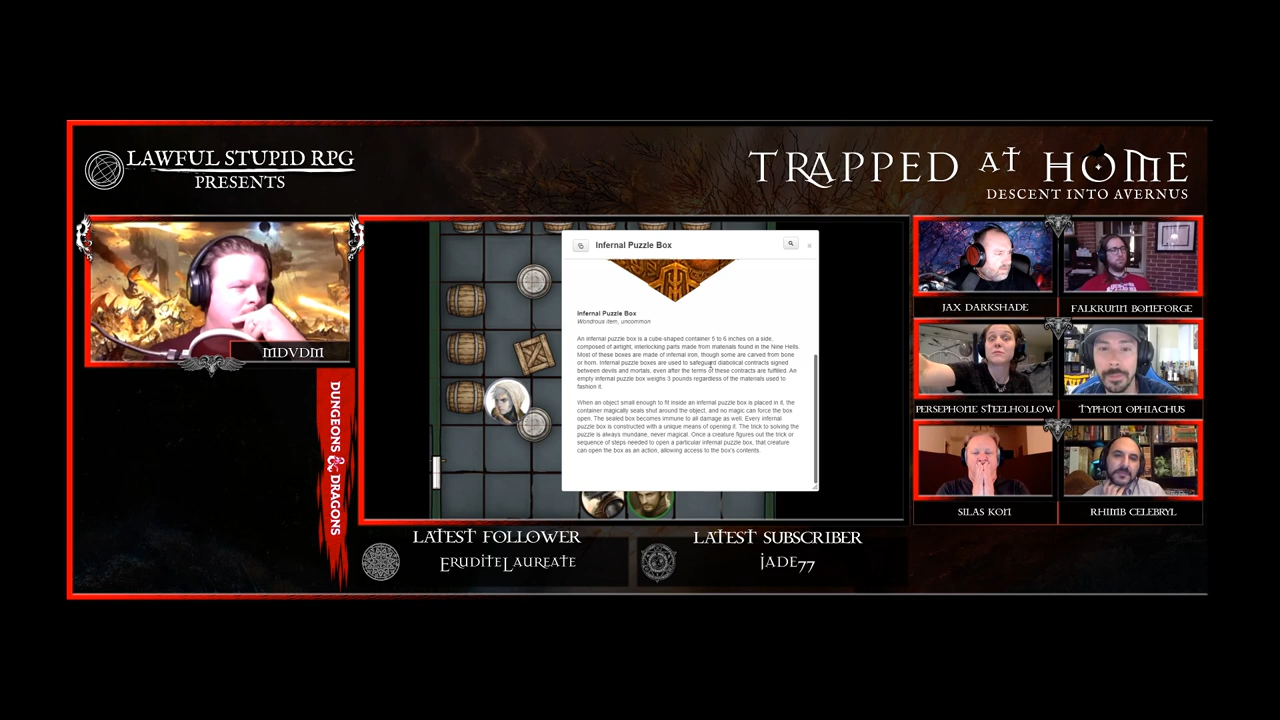 LAWFUL STUPID RPG
PRESENTS
TRAPPED AT HOME
DESCENT INTO AVERNUS
MDVDM
DUNGEONS & DRAGONS
Infernal Puzzle Box
Infernal Puzzle Box
Wondrous item, uncommon
An infernal puzzle box is a cube-shaped container 5 to 6 inches on a side,
composed of airtight, interlocking parts made from materials found in the Nine Hells.
Most of these boxes are made of infernal iron, though some are carved from bone
or horn. Infernal puzzle boxes are used to safeguard diabolical contracts signed
between devils and mortals, even after the terms of these contracts are fulfilled. An
empty infernal puzzle box weighs 3 pounds regardless of the materials used to
fashion it.
When an object small enough to fit inside an infernal puzzle box is placed in it, the
container magically seals shut around the object, and no magic can force the box
open. The sealed box becomes immune to all damage as well. Every infernal
puzzle box is constructed with a unique means of opening it. The trick to solving the
puzzle is always mundane, never magical. Once a creature figures out the trick or
sequence of steps needed to open a particular infernal puzzle box, that creature
can open the box as an action, allowing access to the box's contents.
JAX DARKSHADE
FALKRUNN BONEFORGE
PERSEPHONE STEELHOLLOW
TYPHON OPHIACHUS
SILAS KON
RHIMB CELEBRYL
LATEST FOLLOWER
ERUDITELAUREATE
LATEST SUBSCRIBER
JADE77